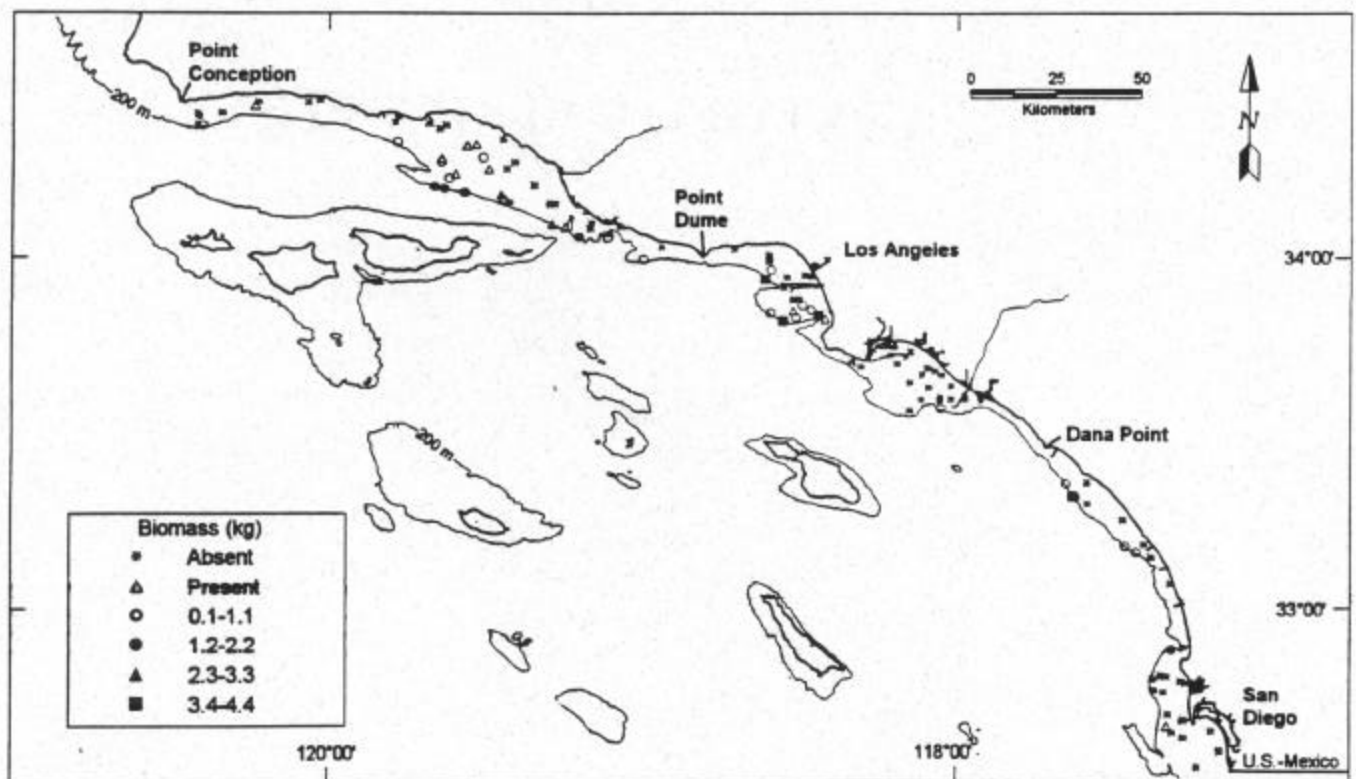 Point
Conception
200 m
0 25 50
Kilometers
N
Point
Dume
Los Angeles
34°00'
200 m
Dana Point
Biomass (kg)
Absent
Present
0.1-1.1
1.2-2.2
2.3-3.3
3.4-4.4
33°00'
San
Diego
U.S.-Mexico
120°00'
118°00'